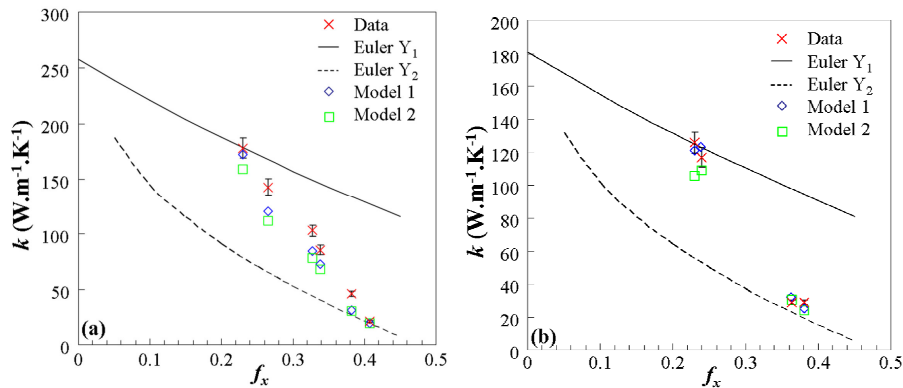 300
250
200
150
100
50
0
k (W.m⁻¹.K⁻¹)
Data
Euler Y₁
Euler Y₂
Model 1
Model 2
(a)
0 0.1 0.2 0.3 0.4 0.5
fₓ
200
180
160
140
120
100
80
60
40
20
0
k (W.m⁻¹.K⁻¹)
Data
Euler Y₁
Euler Y₂
Model 1
Model 2
(b)
0 0.1 0.2 0.3 0.4 0.5
fₓ